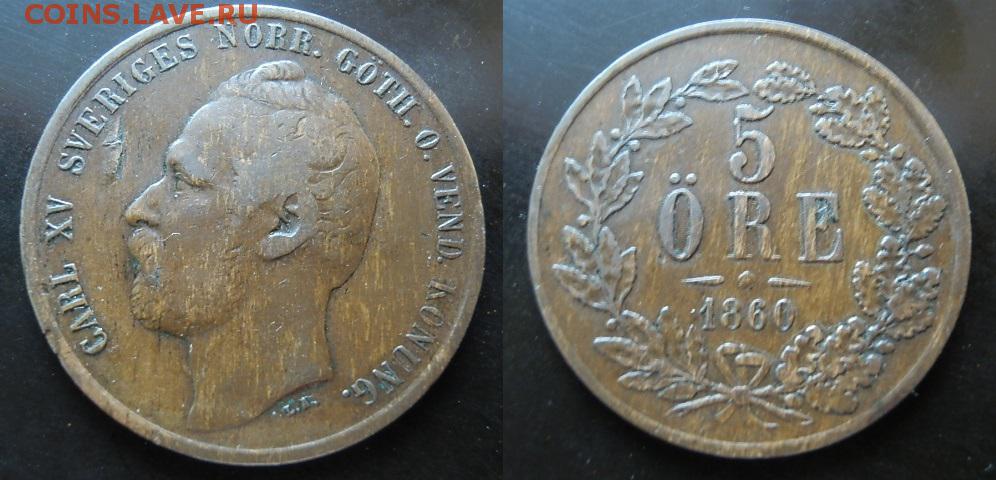 COINS.LAVE.RU
CARL XV SVERIGES NORR. GÖTH. O. VEND. KONUNG.
L.A.
5
ÖRE
1860